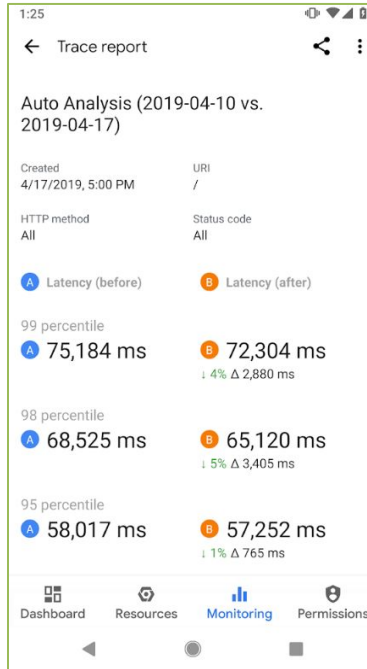 1:25
Trace report
Auto Analysis (2019-04-10 vs.
2019-04-17)
Created URI
4/17/2019, 5:00 PM /
HTTP method Status code
All All
A Latency (before) B Latency (after)
99 percentile
A 75,184 ms B 72,304 ms
↓ 4% Δ 2,880 ms
98 percentile
A 68,525 ms B 65,120 ms
↓ 5% Δ 3,405 ms
95 percentile
A 58,017 ms B 57,252 ms
↓ 1% Δ 765 ms
Dashboard Resources Monitoring Permissions